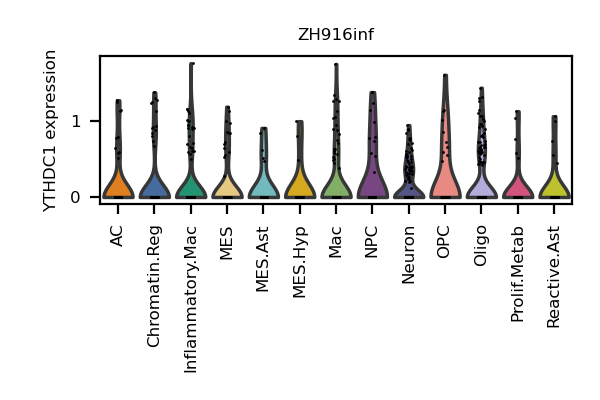 ZH916inf
YTHDC1 expression
1
0
AC
Chromatin.Reg
Inflammatory.Mac
MES
MES.Ast
MES.Hyp
Mac
NPC
Neuron
OPC
Oligo
Prolif.Metab
Reactive.Ast